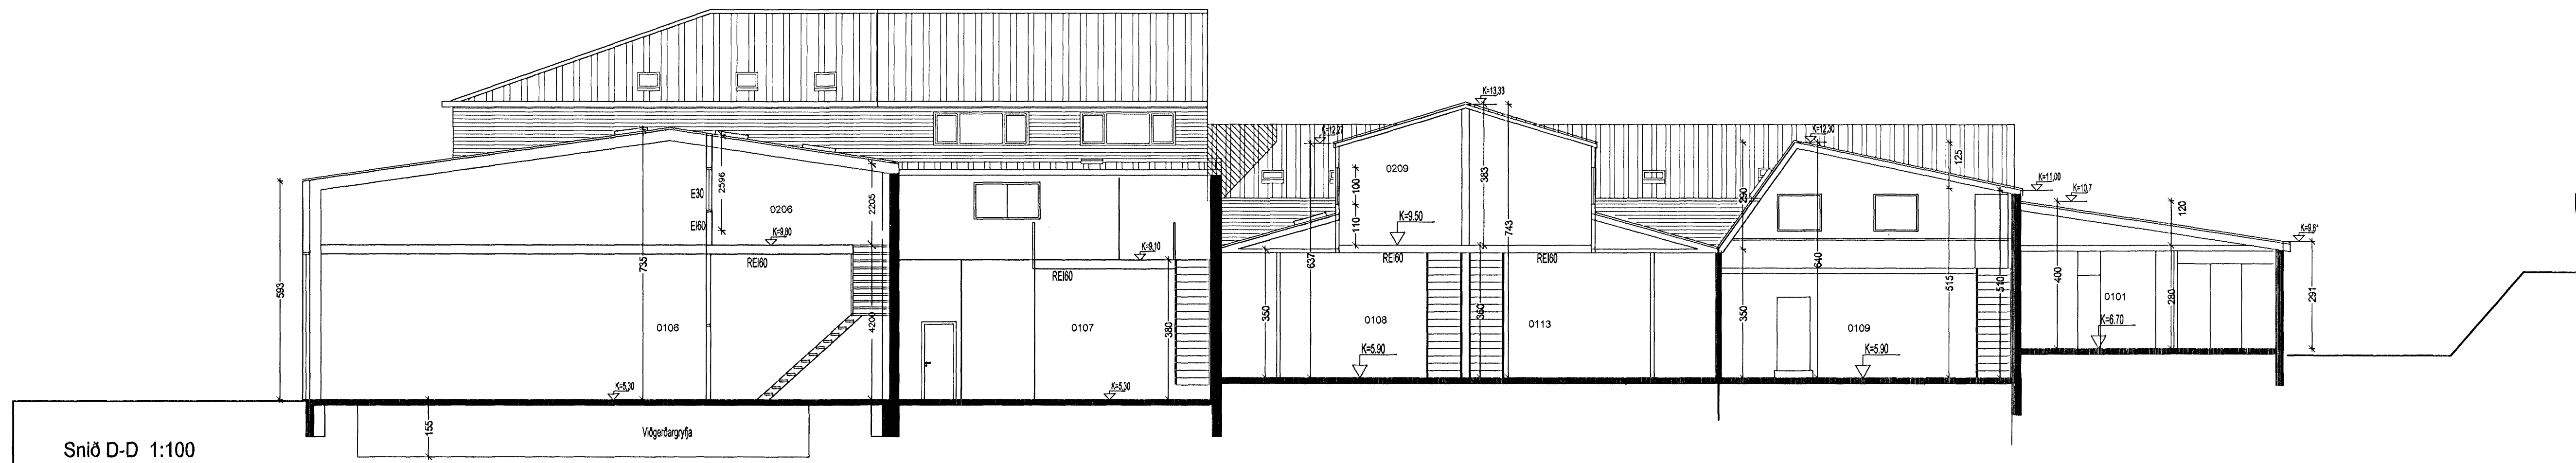 K=13,33
K=12,27
K=12,30
125
K=11,00
K=10,7
0209
383
100
290
E30
2596
0206
2205
110
K=9.50
743
120
EI60
K=9,80
K=9,10
K=9,61
735
REI60
REI60
637
REI60
REI60
640
515
510
400
593
350
350
280
291
0101
0106
4200
0107
380
0108
360
0113
0109
K=6.70
K=5.90
K=5.90
K=5,30
K=5,30
155
Viðgerðargryfja
Snið D-D 1:100